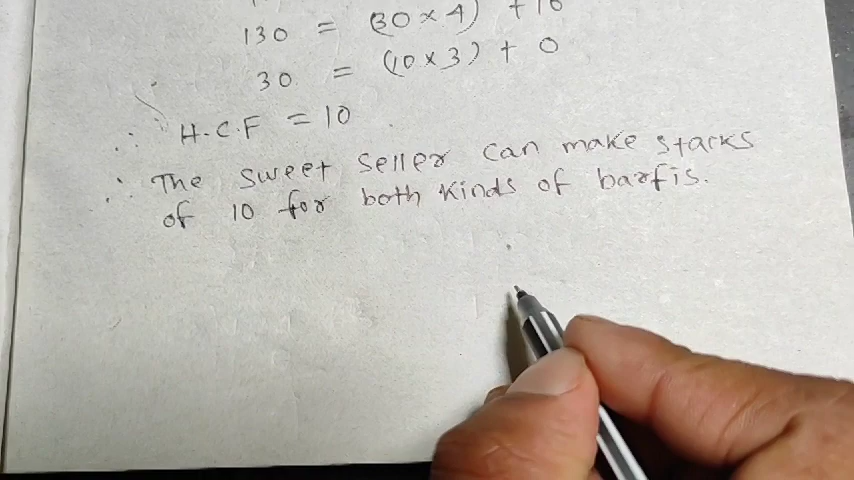 130 = (30 × 4) + 10
30 = (10 × 3) + 0
∴ H.C.F = 10
∴ The sweet seller can make stacks
of 10 for both kinds of barfis.